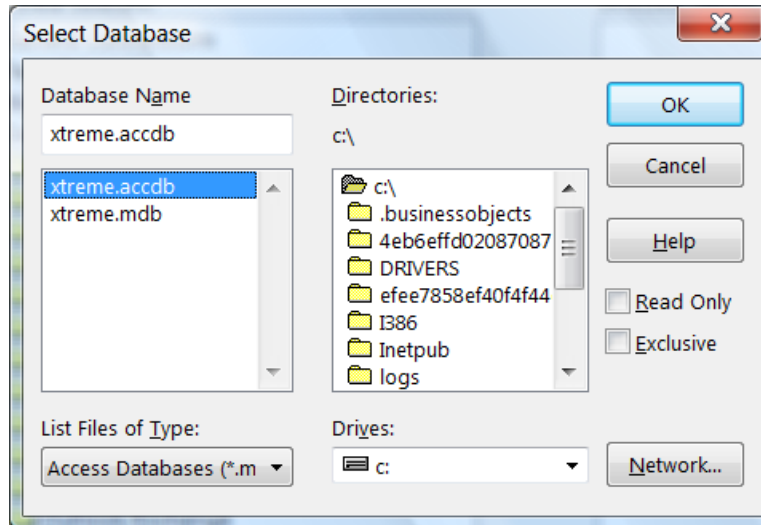 Select Database
Database Name
xtreme.accdb
xtreme.accdb
xtreme.mdb
List Files of Type:
Access Databases (*.m
Directories:
c:\
c:\
.businessobjects
4eb6effd02087087
DRIVERS
efee7858ef40f4f44
I386
Inetpub
logs
Drives:
c:
OK
Cancel
Help
Read Only
Exclusive
Network...